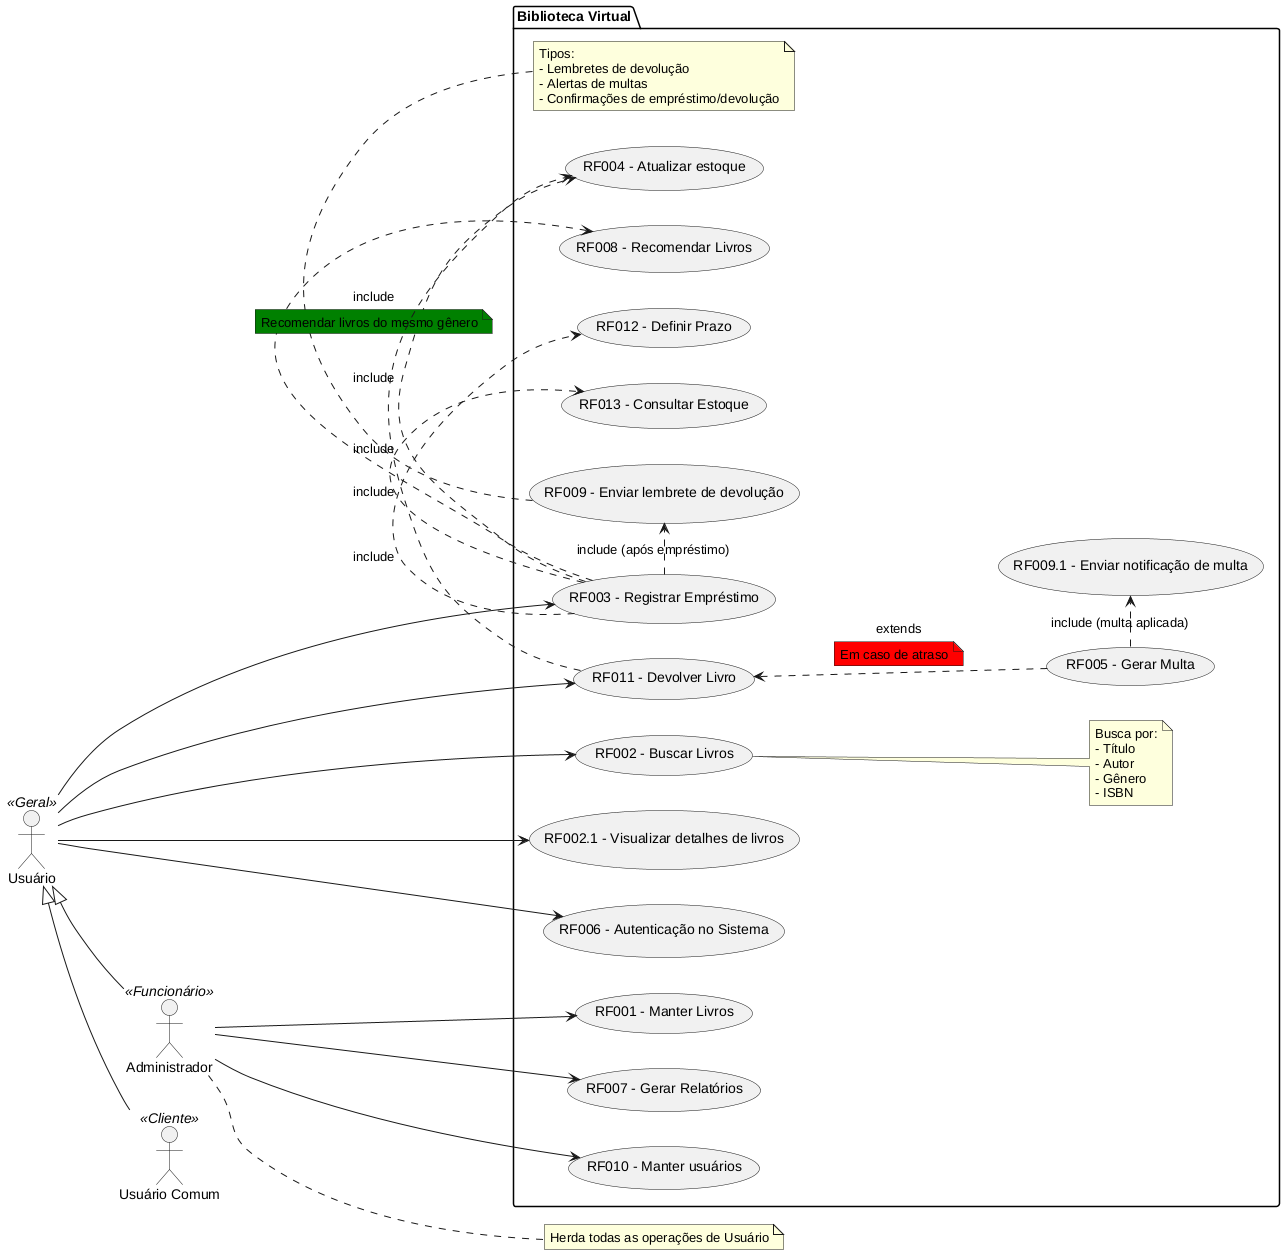 Biblioteca Virtual
Tipos:
- Lembretes de devolução
- Alertas de multas
- Confirmações de empréstimo/devolução
RF004 - Atualizar estoque
RF008 - Recomendar Livros
include
Recomendar livros do mesmo gênero
RF012 - Definir Prazo
include
RF013 - Consultar Estoque
include
include
RF009 - Enviar lembrete de devolução
include (após empréstimo)
include
RF009.1 - Enviar notificação de multa
RF003 - Registrar Empréstimo
include (multa aplicada)
extends
Em caso de atraso
RF005 - Gerar Multa
RF011 - Devolver Livro
RF002 - Buscar Livros
Busca por:
- Título
- Autor
- Gênero
- ISBN
«Geral»
Usuário
RF002.1 - Visualizar detalhes de livros
RF006 - Autenticação no Sistema
«Funcionário»
Administrador
RF001 - Manter Livros
RF007 - Gerar Relatórios
«Cliente»
Usuário Comum
RF010 - Manter usuários
Herda todas as operações de Usuário